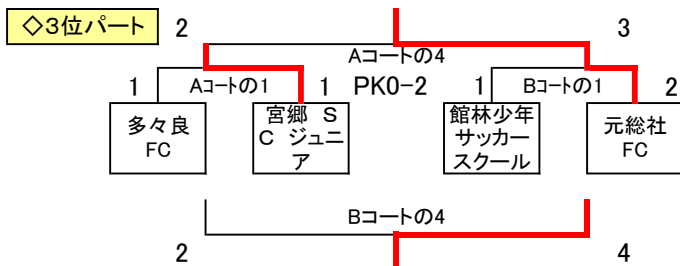 ◇3位パート 2 3
Aコートの4
1 Aコートの1 1 PK0-2 1 Bコートの1 2
多々良
FC
宮郷 S
C ジュニ
ア
館林少年
サッカー
スクール
元総社
FC
Bコートの4
2 4